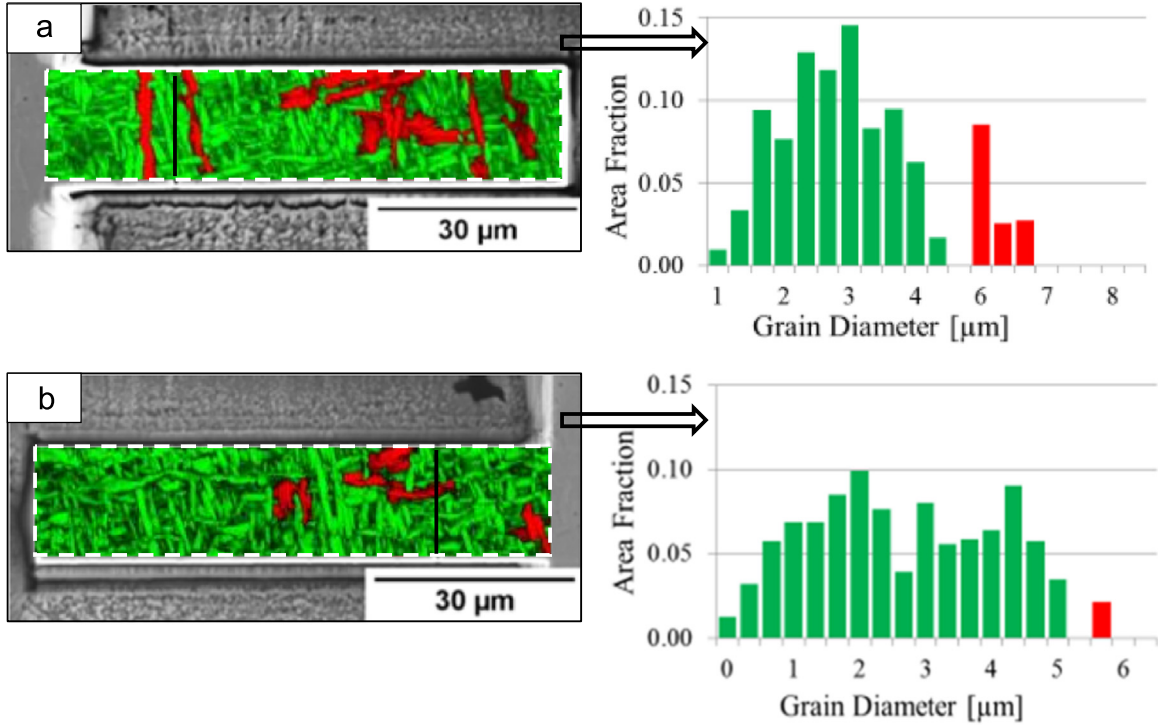 a
30 µm
0.15
0.10
0.05
0.00
Area Fraction
1 2 3 4 6 7 8
Grain Diameter [µm]
b
30 µm
0.15
0.10
0.05
0.00
Area Fraction
0 1 2 3 4 5 6
Grain Diameter [µm]